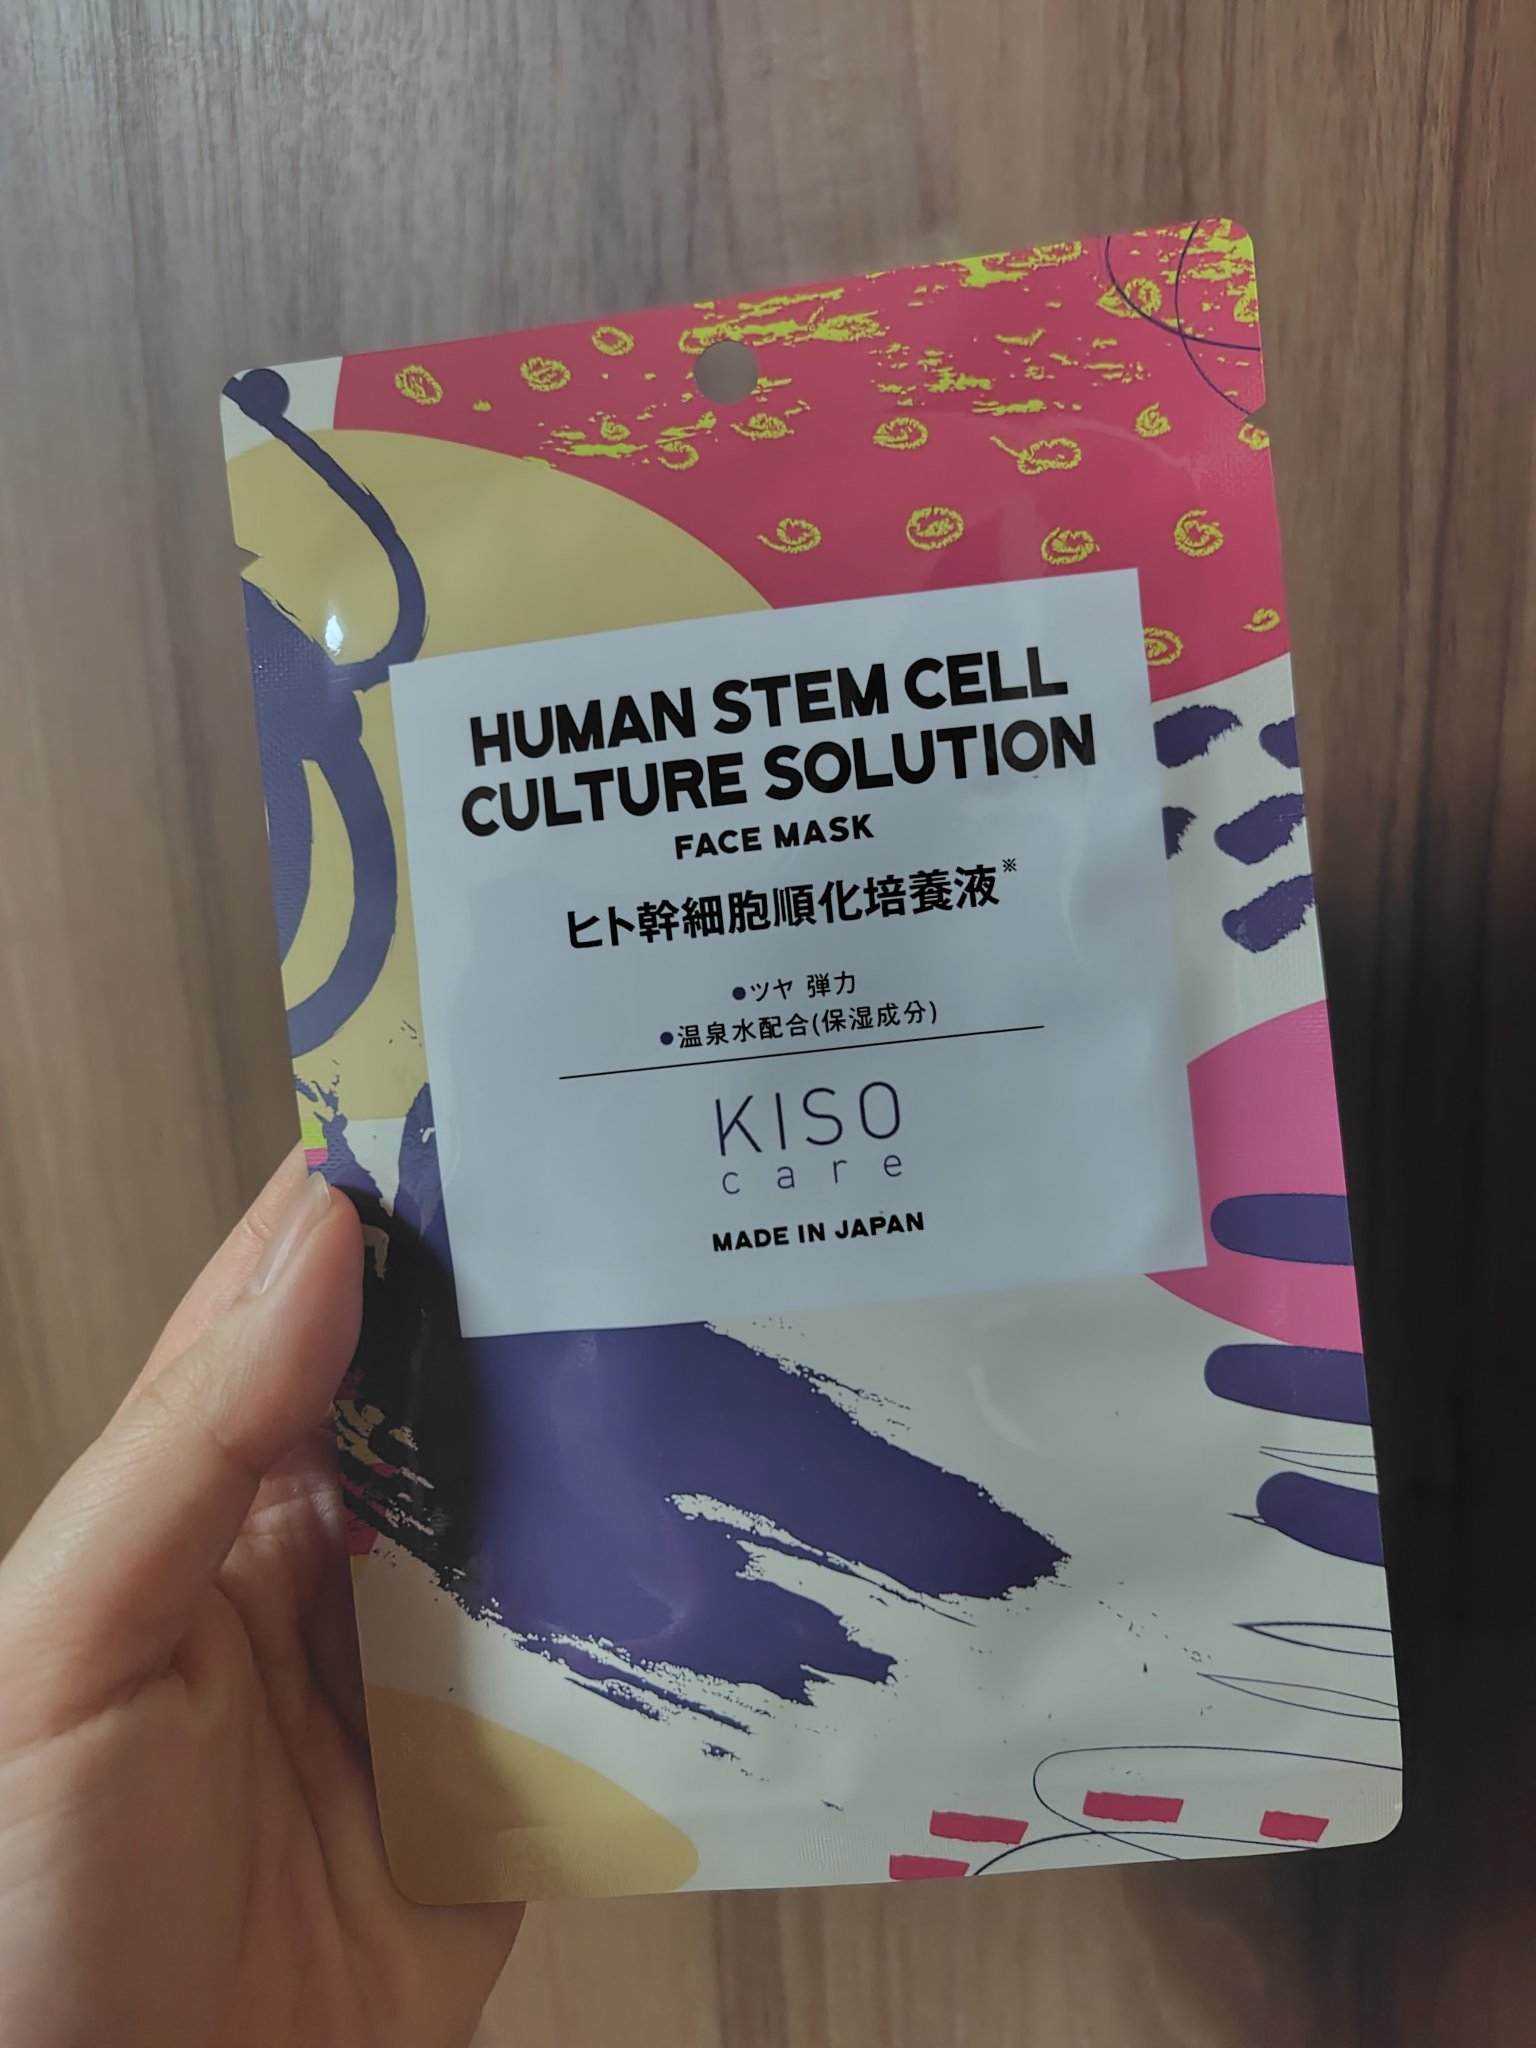 HUMAN STEM CELL
CULTURE SOLUTION
FACE MASK
ヒト幹細胞順化培養液※
●ツヤ 弾力
●温泉水配合(保湿成分)
KISO
care
MADE IN JAPAN